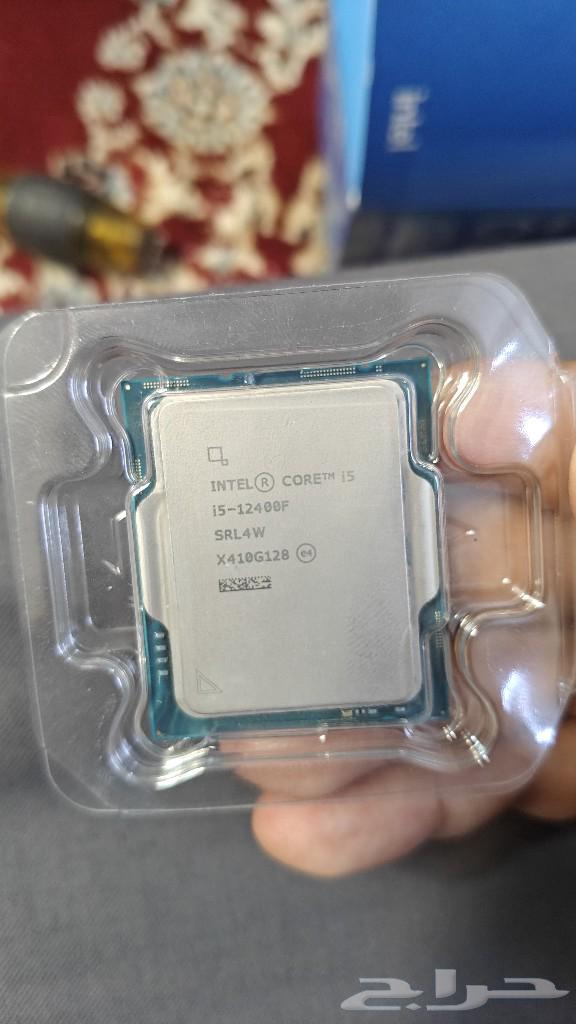 intel
INTEL® CORE™ i5
i5-12400F
SRL4W
X410G128 e4
حراج